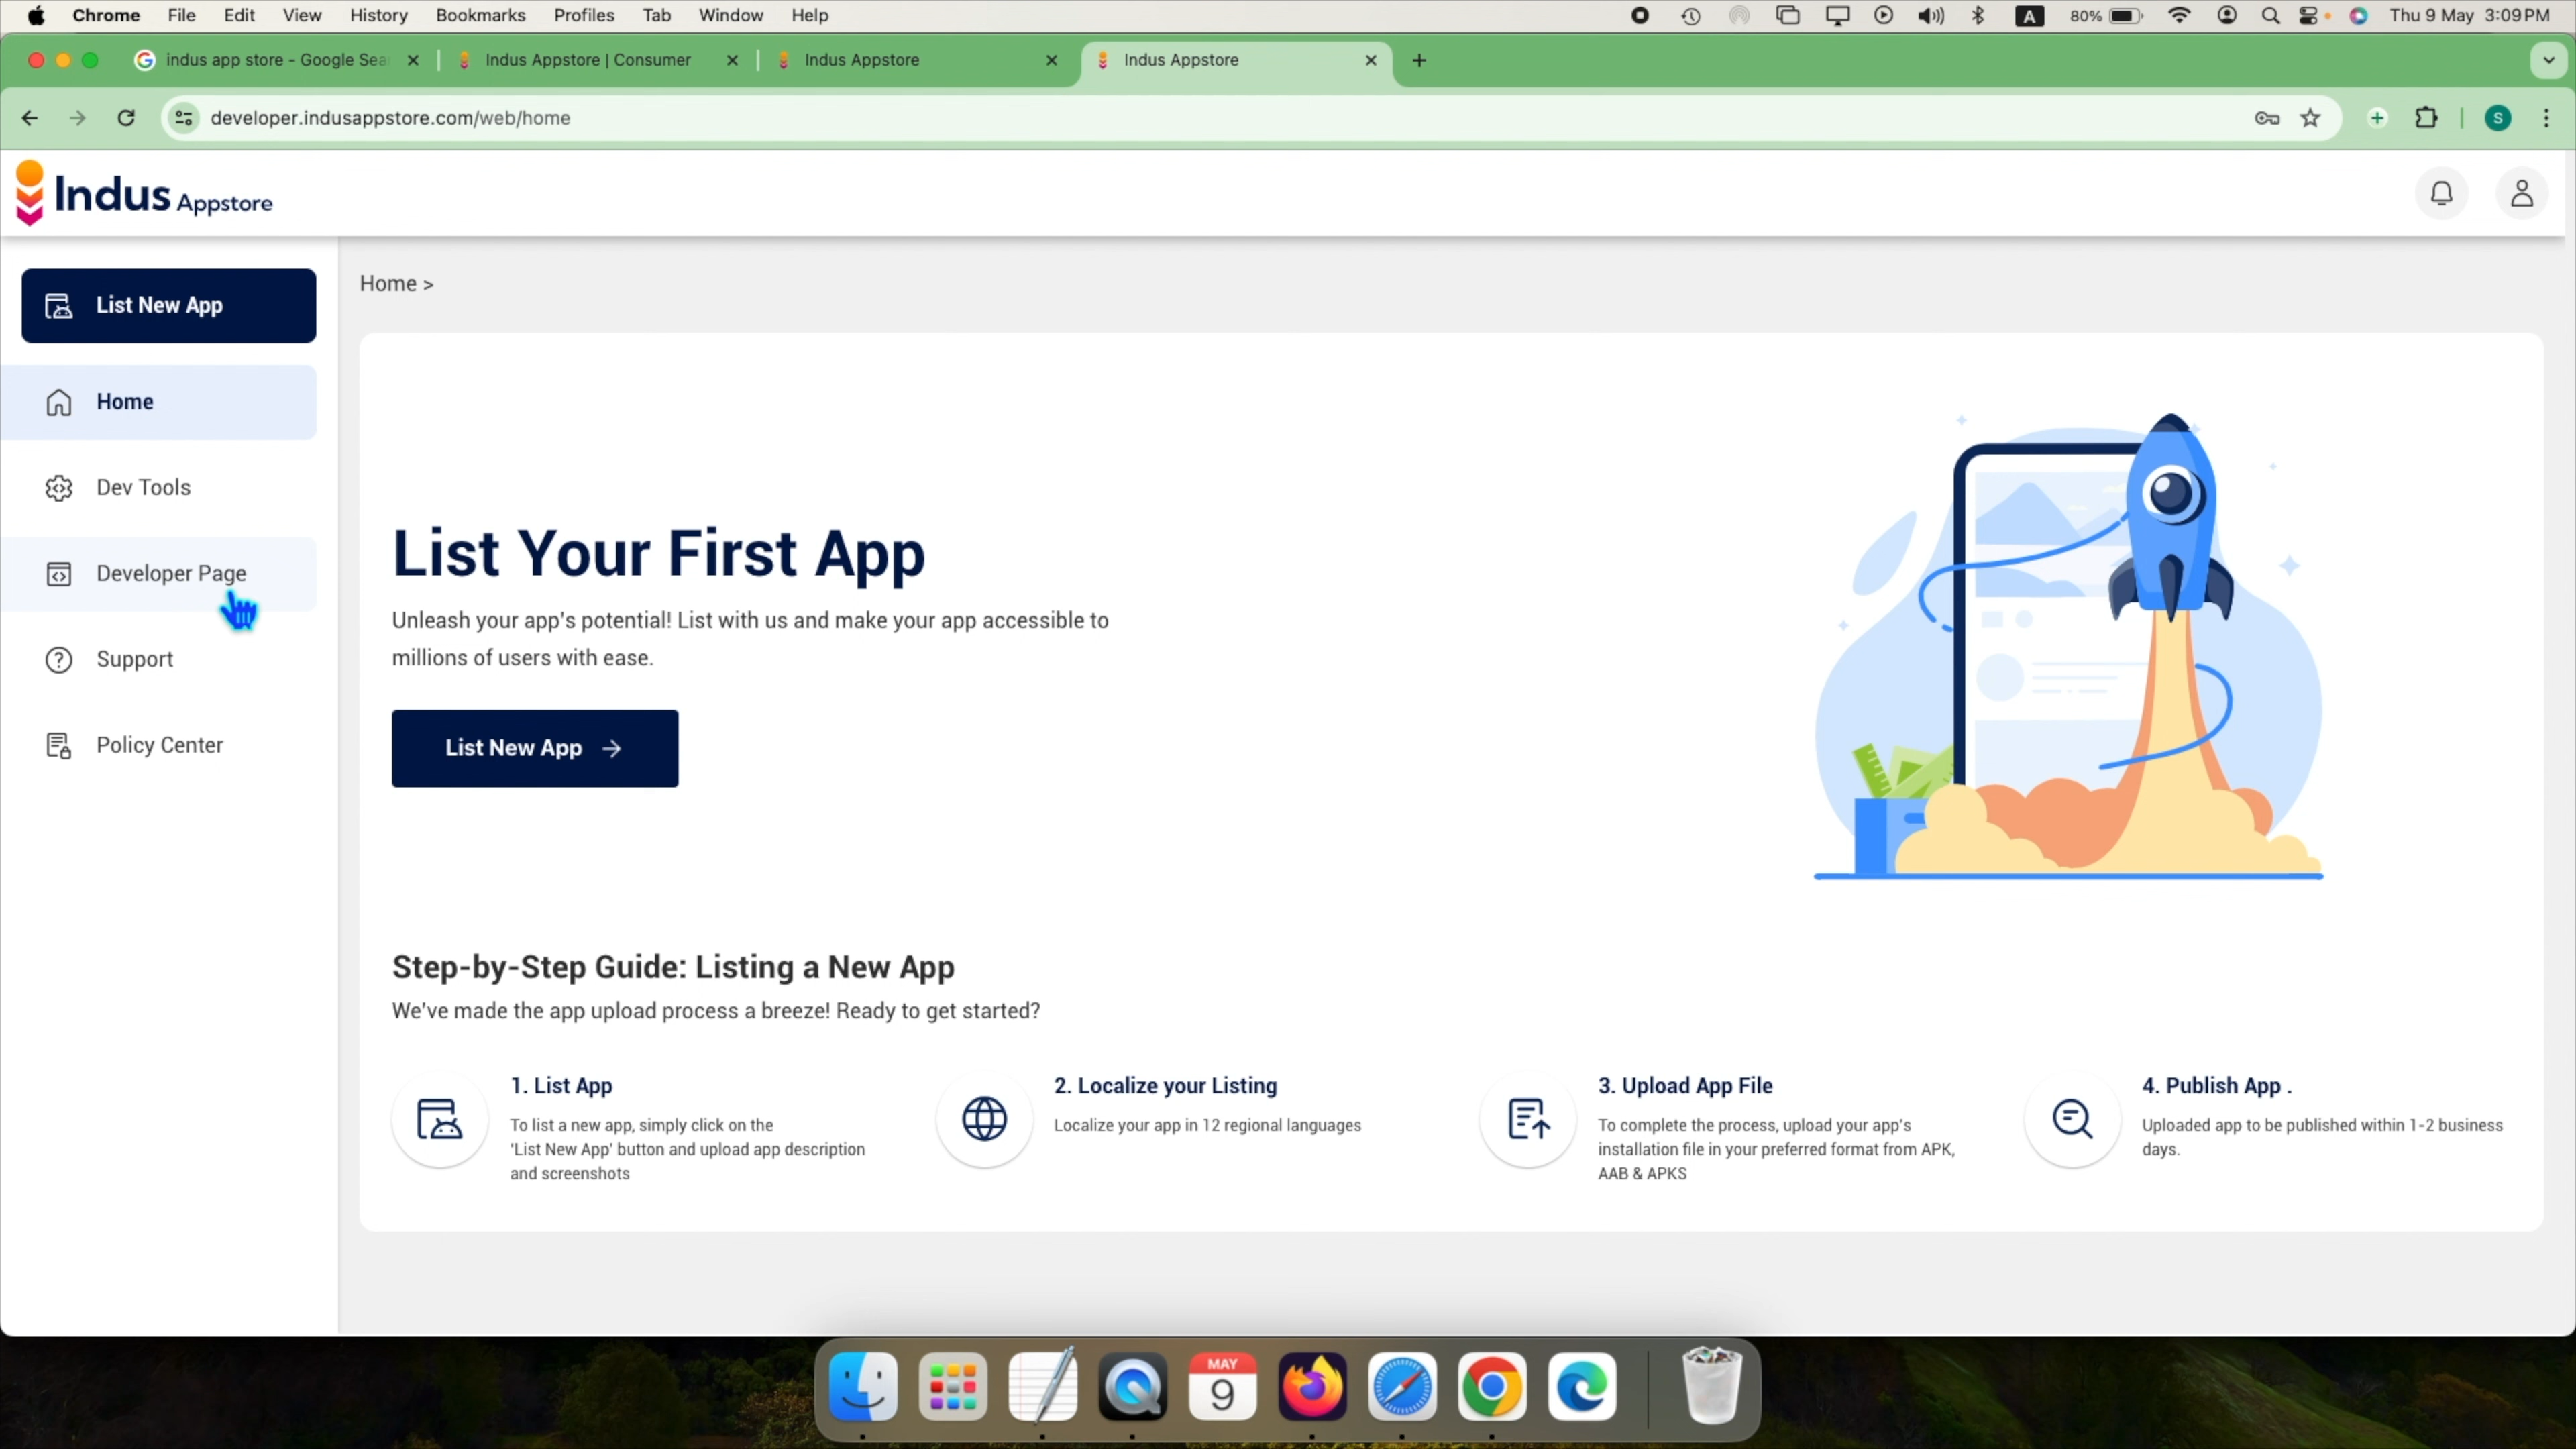 Chrome File Edit View History Bookmarks Profiles Tab Window Help A 80% Thu 9 May 3:09 PM
indus app store - Google Sea
Indus Appstore | Consumer
Indus Appstore
Indus Appstore
developer.indusappstore.com/web/home
S
Indus Appstore
List New App
Home
Dev Tools
Developer Page
Support
Policy Center
Home >
List Your First App
Unleash your app's potential! List with us and make your app accessible to
millions of users with ease.
List New App
Step-by-Step Guide: Listing a New App
We've made the app upload process a breeze! Ready to get started?
1. List App
To list a new app, simply click on the
'List New App' button and upload app description
and screenshots
2. Localize your Listing
Localize your app in 12 regional languages
3. Upload App File
To complete the process, upload your app's
installation file in your preferred format from APK,
AAB & APKS
4. Publish App .
Uploaded app to be published within 1-2 business
days.
MAY
9